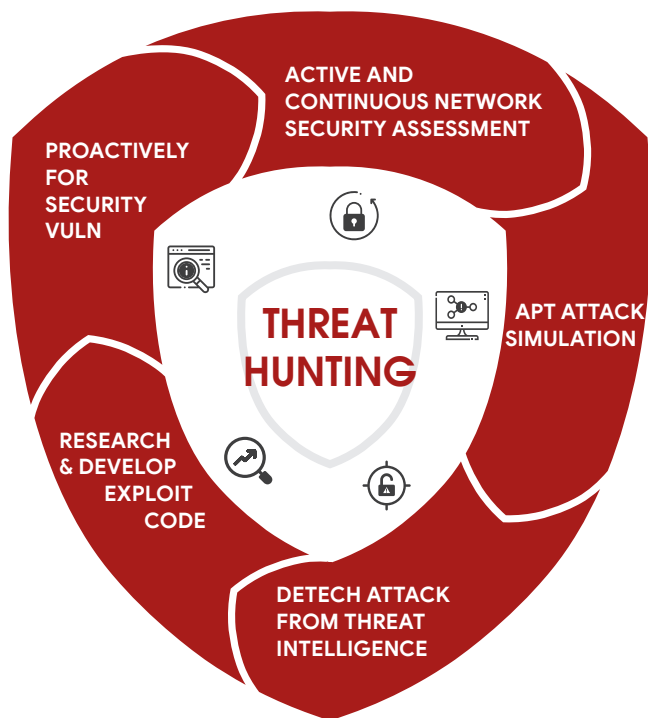 ACTIVE AND
CONTINUOUS NETWORK
SECURITY ASSESSMENT
PROACTIVELY
FOR
SECURITY
VULN
THREAT
HUNTING
APT ATTACK
SIMULATION
RESEARCH
& DEVELOP
EXPLOIT
CODE
DETECH ATTACK
FROM THREAT
INTELLIGENCE